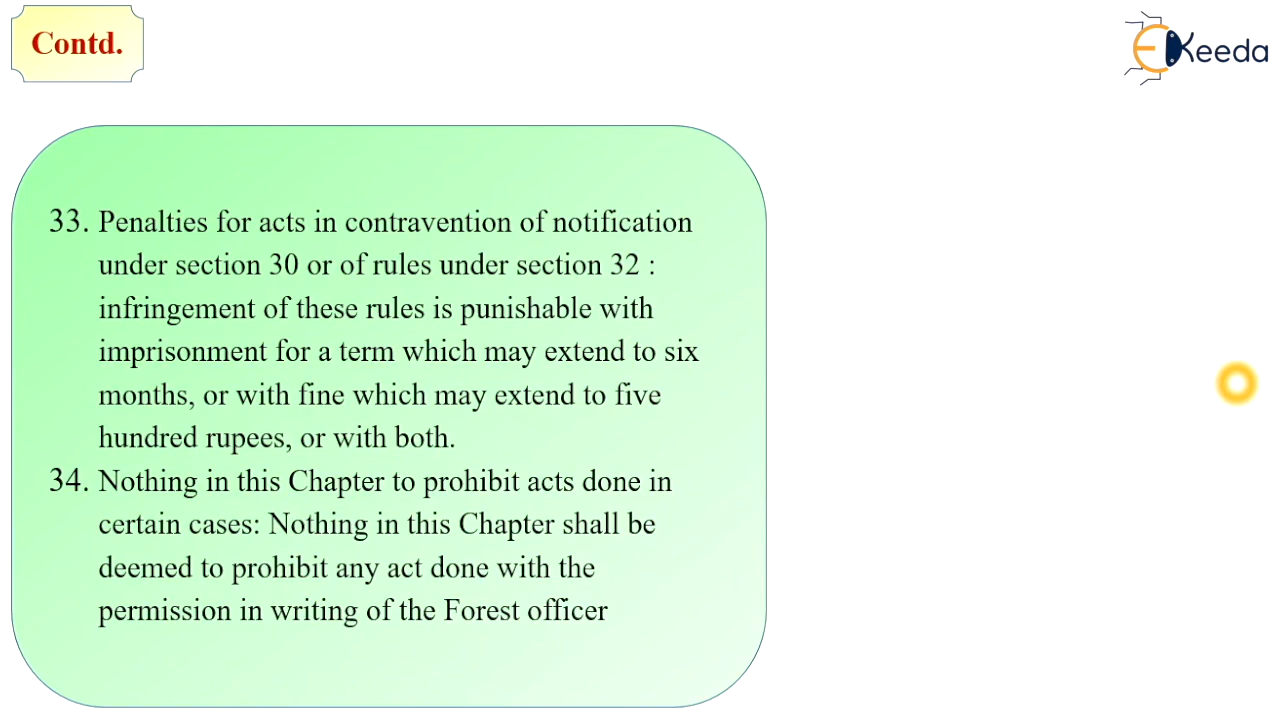 Contd.
EKeeda
33. Penalties for acts in contravention of notification
under section 30 or of rules under section 32 :
infringement of these rules is punishable with
imprisonment for a term which may extend to six
months, or with fine which may extend to five
hundred rupees, or with both.
34. Nothing in this Chapter to prohibit acts done in
certain cases: Nothing in this Chapter shall be
deemed to prohibit any act done with the
permission in writing of the Forest officer